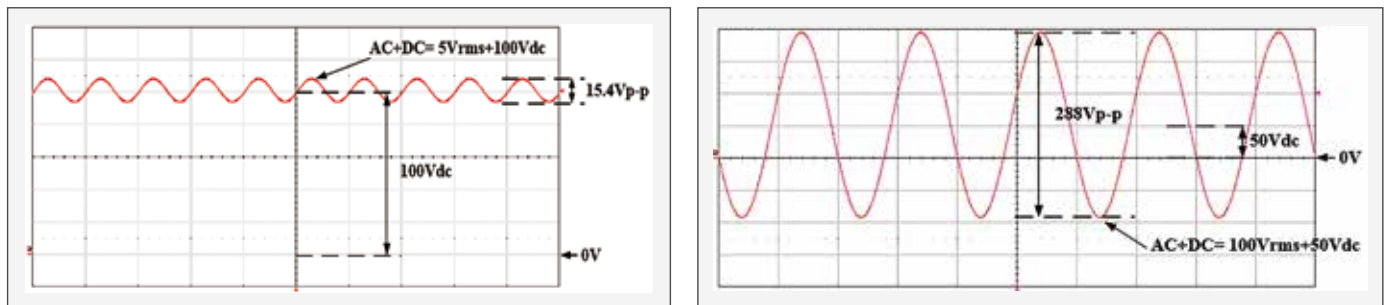 AC+DC= 5Vrms+100Vdc
15.4Vp-p
100Vdc
0V
288Vp-p
50Vdc
0V
AC+DC= 100Vrms+50Vdc